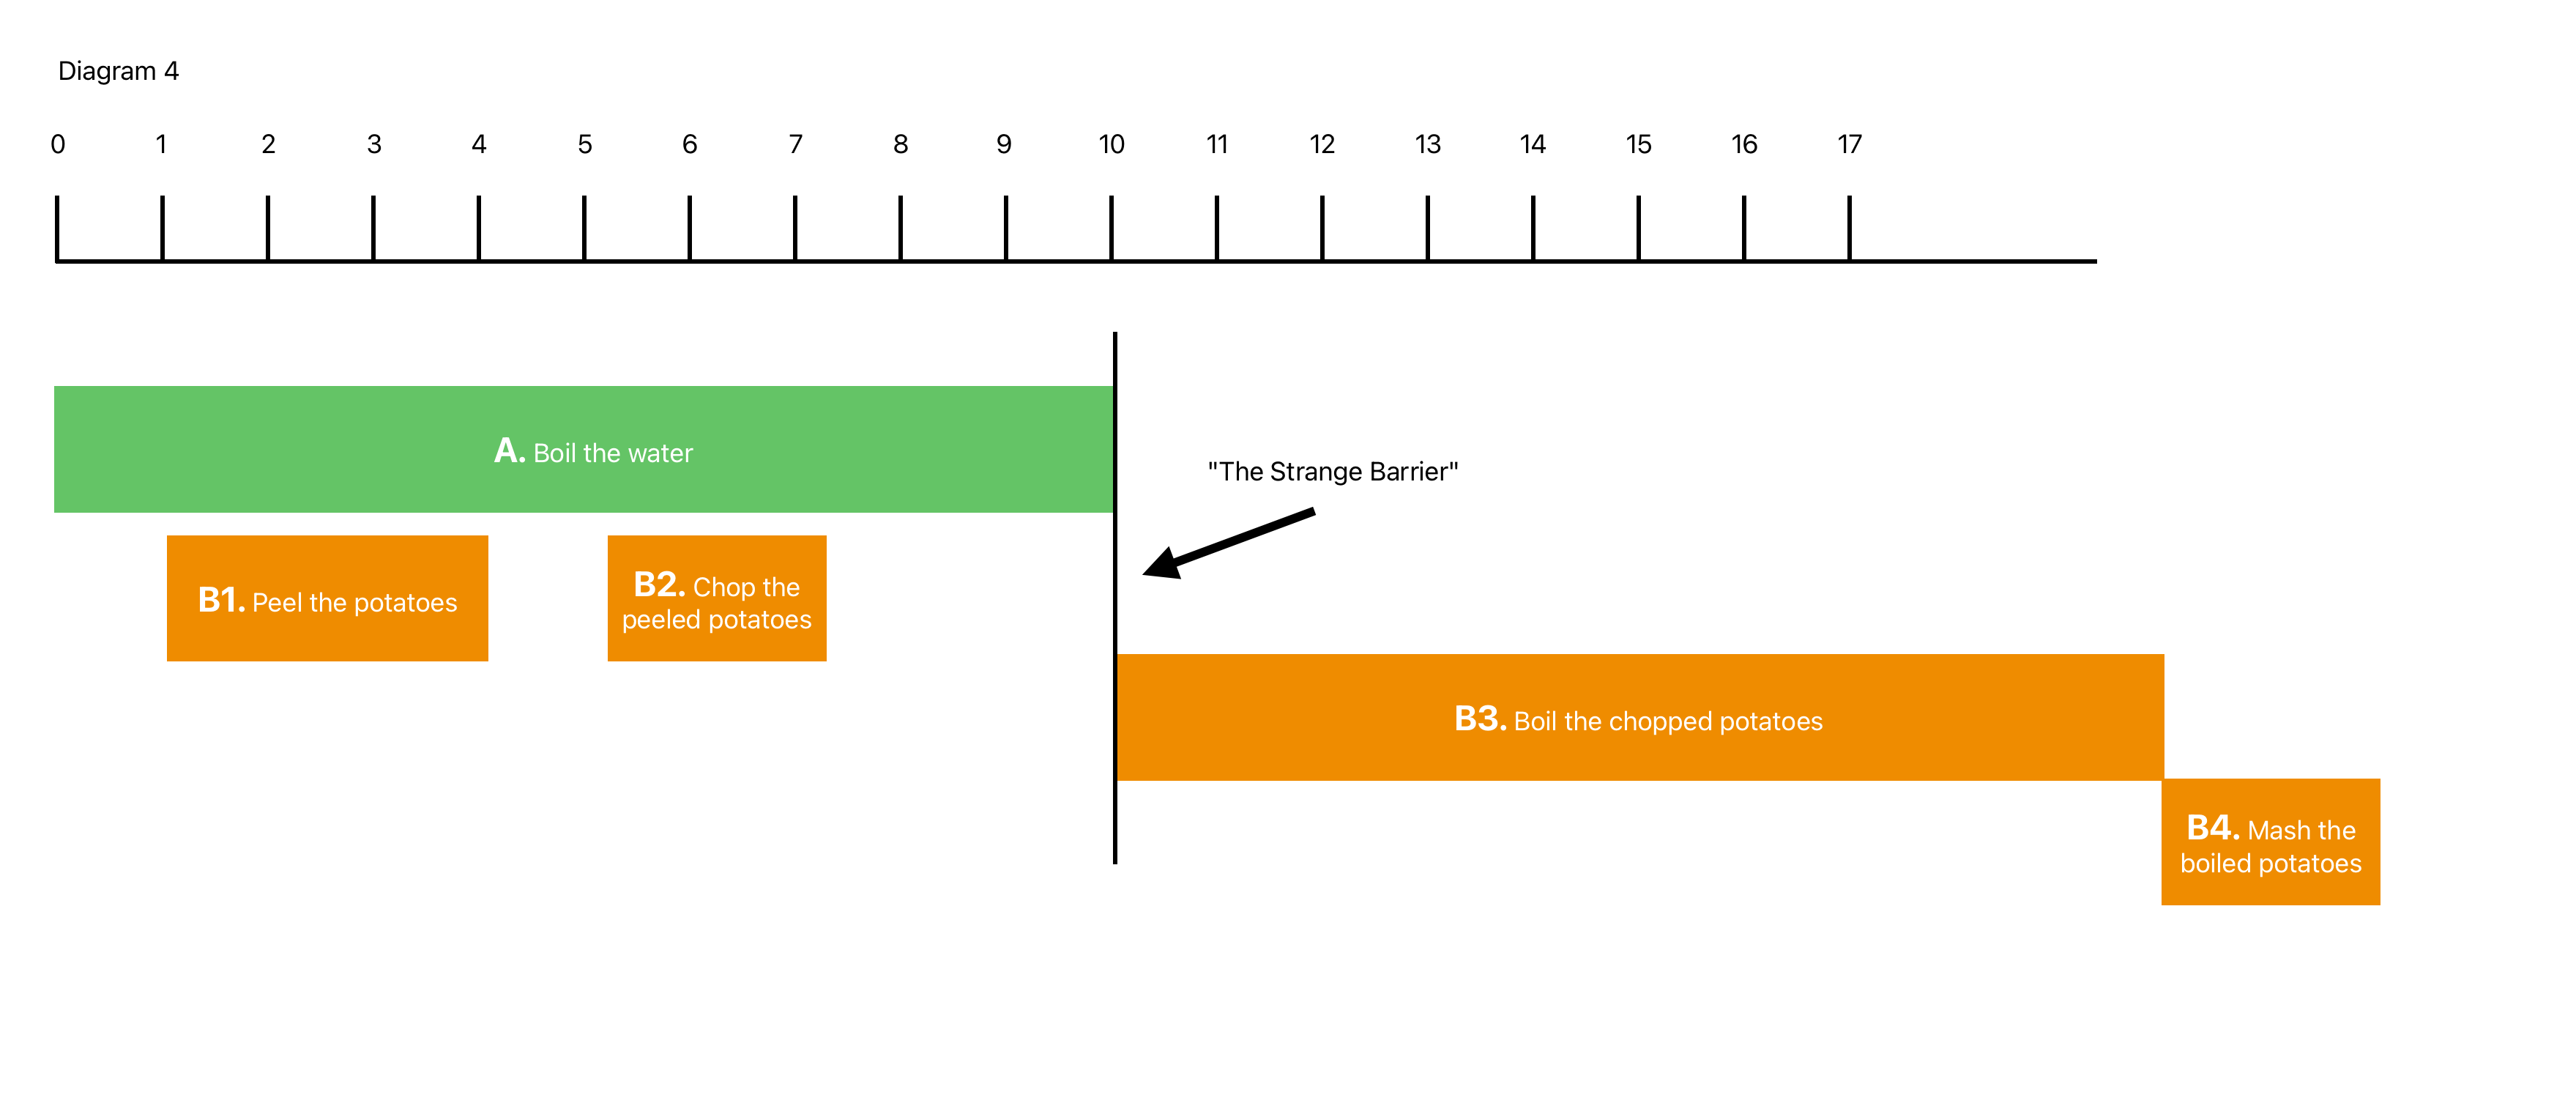 Diagram 4
0 1 2 3 4 5 6 7 8 9 10 11 12 13 14 15 16 17
A. Boil the water
"The Strange Barrier"
B1. Peel the potatoes
B2. Chop the
peeled potatoes
B3. Boil the chopped potatoes
B4. Mash the
boiled potatoes